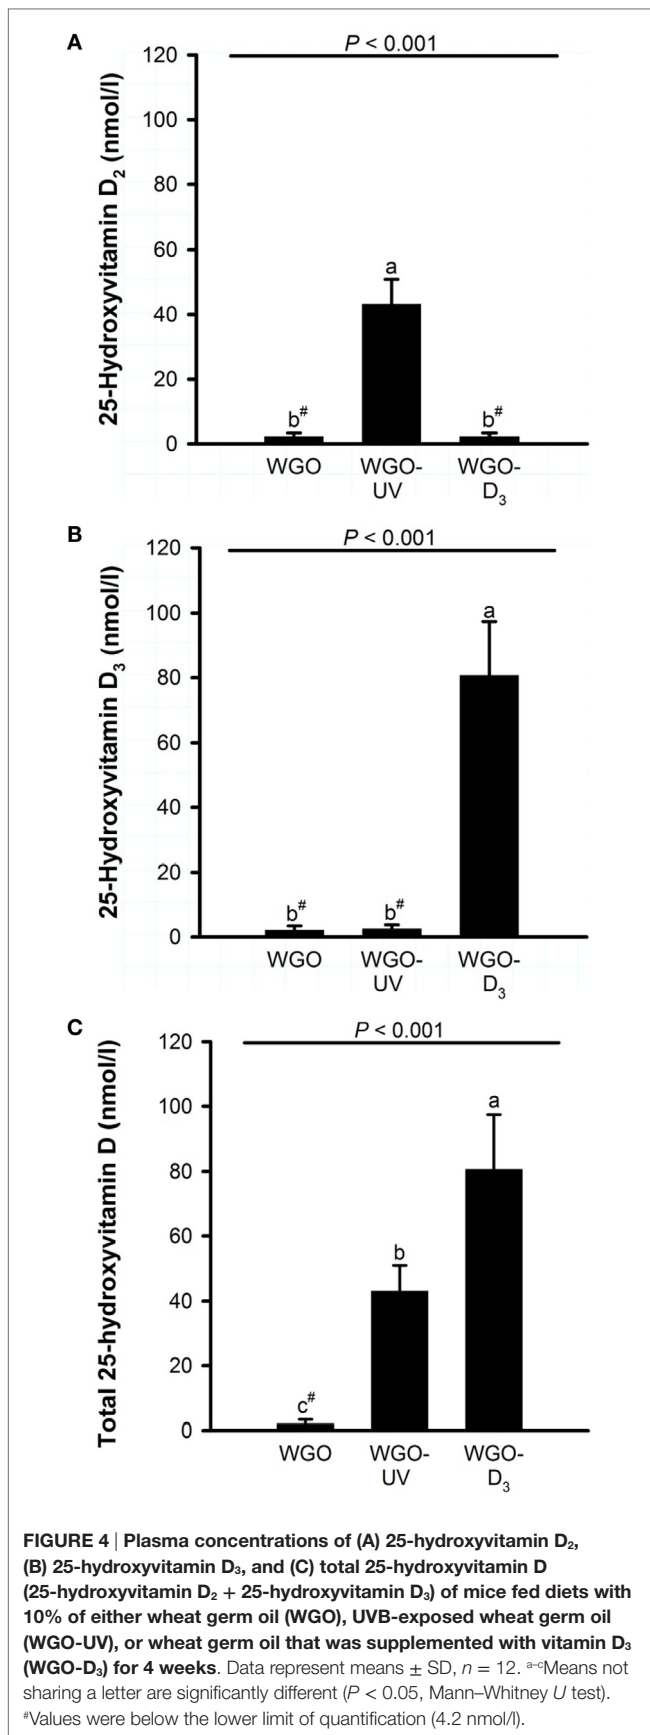 A
P < 0.001
25-Hydroxyvitamin D₂ (nmol/l)
120
100
80
60
40
20
0
b#
a
b#
WGO
WGO-
UV
WGO-
D₃
B
P < 0.001
25-Hydroxyvitamin D₃ (nmol/l)
120
100
80
60
40
20
0
b#
b#
a
WGO
WGO-
UV
WGO-
D₃
C
P < 0.001
Total 25-hydroxyvitamin D (nmol/l)
120
100
80
60
40
20
0
c#
b
a
WGO
WGO-
UV
WGO-
D₃
FIGURE 4 | Plasma concentrations of (A) 25-hydroxyvitamin D₂,
(B) 25-hydroxyvitamin D₃, and (C) total 25-hydroxyvitamin D
(25-hydroxyvitamin D₂ + 25-hydroxyvitamin D₃) of mice fed diets with
10% of either wheat germ oil (WGO), UVB-exposed wheat germ oil
(WGO-UV), or wheat germ oil that was supplemented with vitamin D₃
(WGO-D₃) for 4 weeks. Data represent means ± SD, n = 12. a–cMeans not
sharing a letter are significantly different (P < 0.05, Mann–Whitney U test).
#Values were below the lower limit of quantification (4.2 nmol/l).